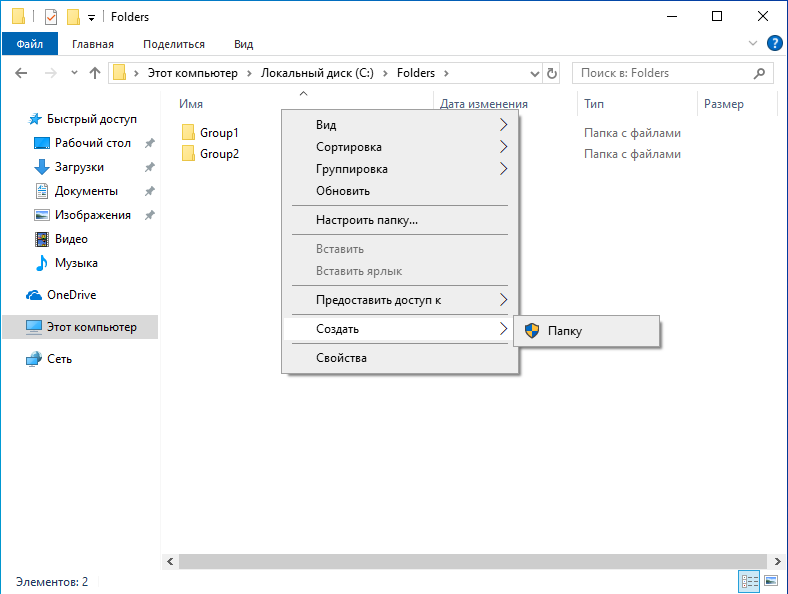 Folders
Файл Главная Поделиться Вид
Этот компьютер Локальный диск (C:) Folders Поиск в: Folders
Имя Дата изменения Тип Размер
Быстрый доступ
Рабочий стол
Загрузки
Документы
Изображения
Видео
Музыка
OneDrive
Этот компьютер
Сеть
Group1 Папка с файлами
Group2 Папка с файлами
Вид
Сортировка
Группировка
Обновить
Настроить папку...
Вставить
Вставить ярлык
Предоставить доступ к
Создать
Свойства
Папку
Элементов: 2